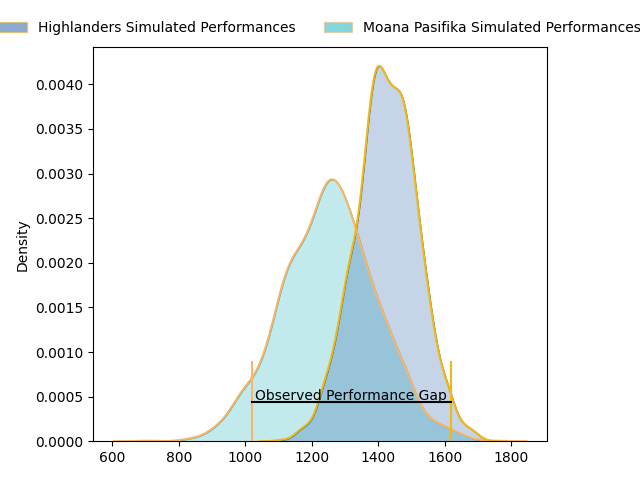 Highlanders Simulated Performances
Moana Pasifika Simulated Performances
Density
0.0040
0.0035
0.0030
0.0025
0.0020
0.0015
0.0010
0.0005
0.0000
Observed Performance Gap
600 800 1000 1200 1400 1600 1800